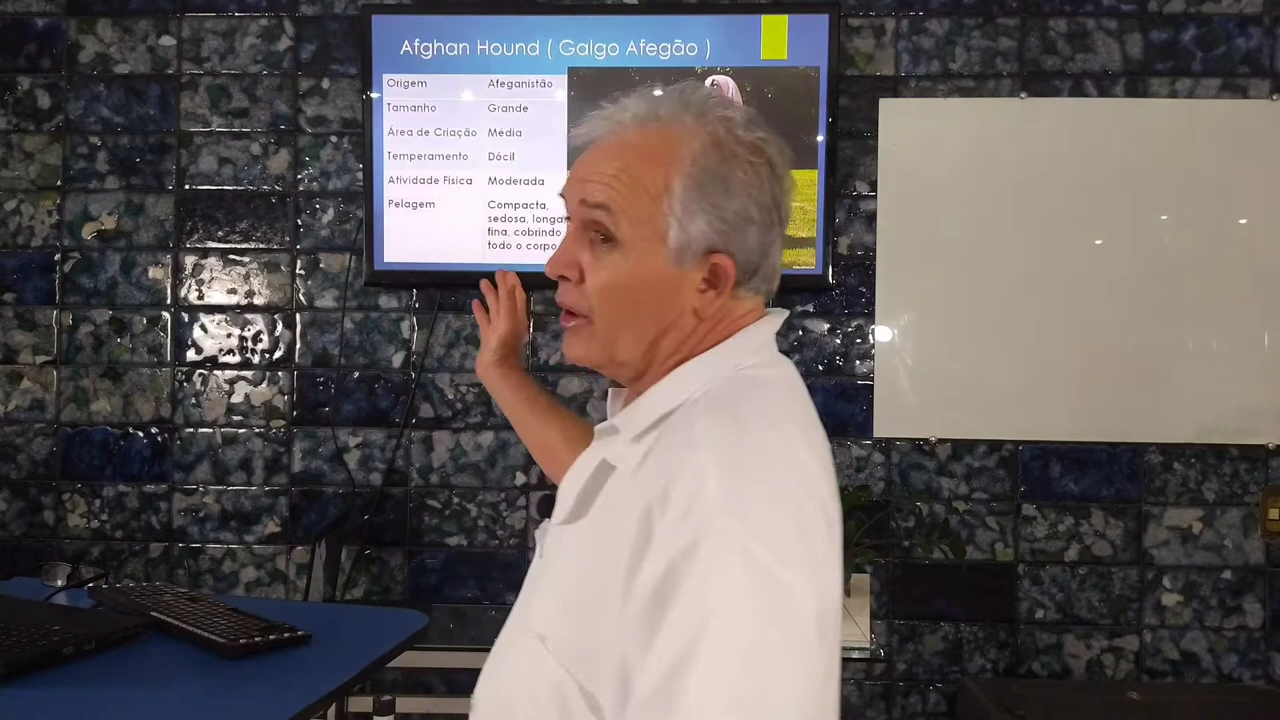 Afghan Hound ( Galgo Afegão )
Origem Afeganistão
Tamanho Grande
Área de Criação Média
Temperamento Dócil
Atividade Física Moderada
Pelagem Compacta,
sedosa, longa
fina, cobrindo
todo o corpo